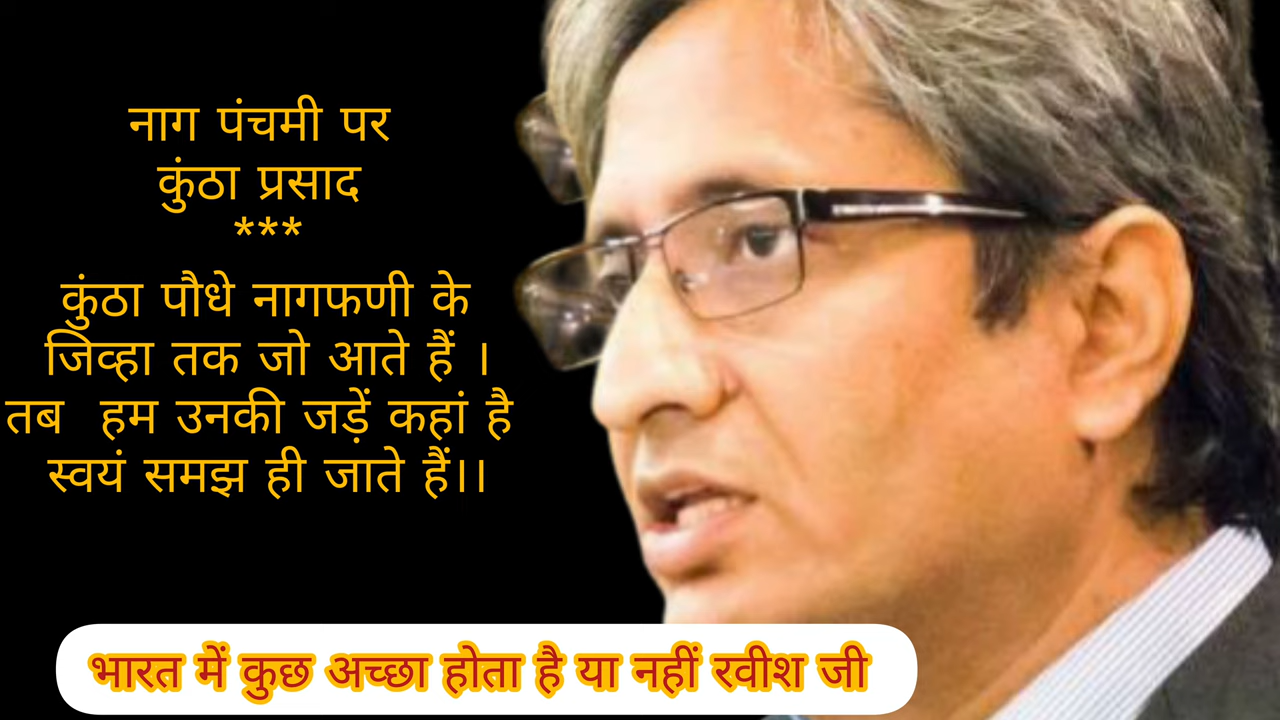 नाग पंचमी पर
कुंठा प्रसाद
***
कुंठा पौधे नागफणी के
जिव्हा तक जो आते हैं ।
तब हम उनकी जड़ें कहां है
स्वयं समझ ही जाते हैं।।
भारत में कुछ अच्छा होता है या नहीं रवीश जी